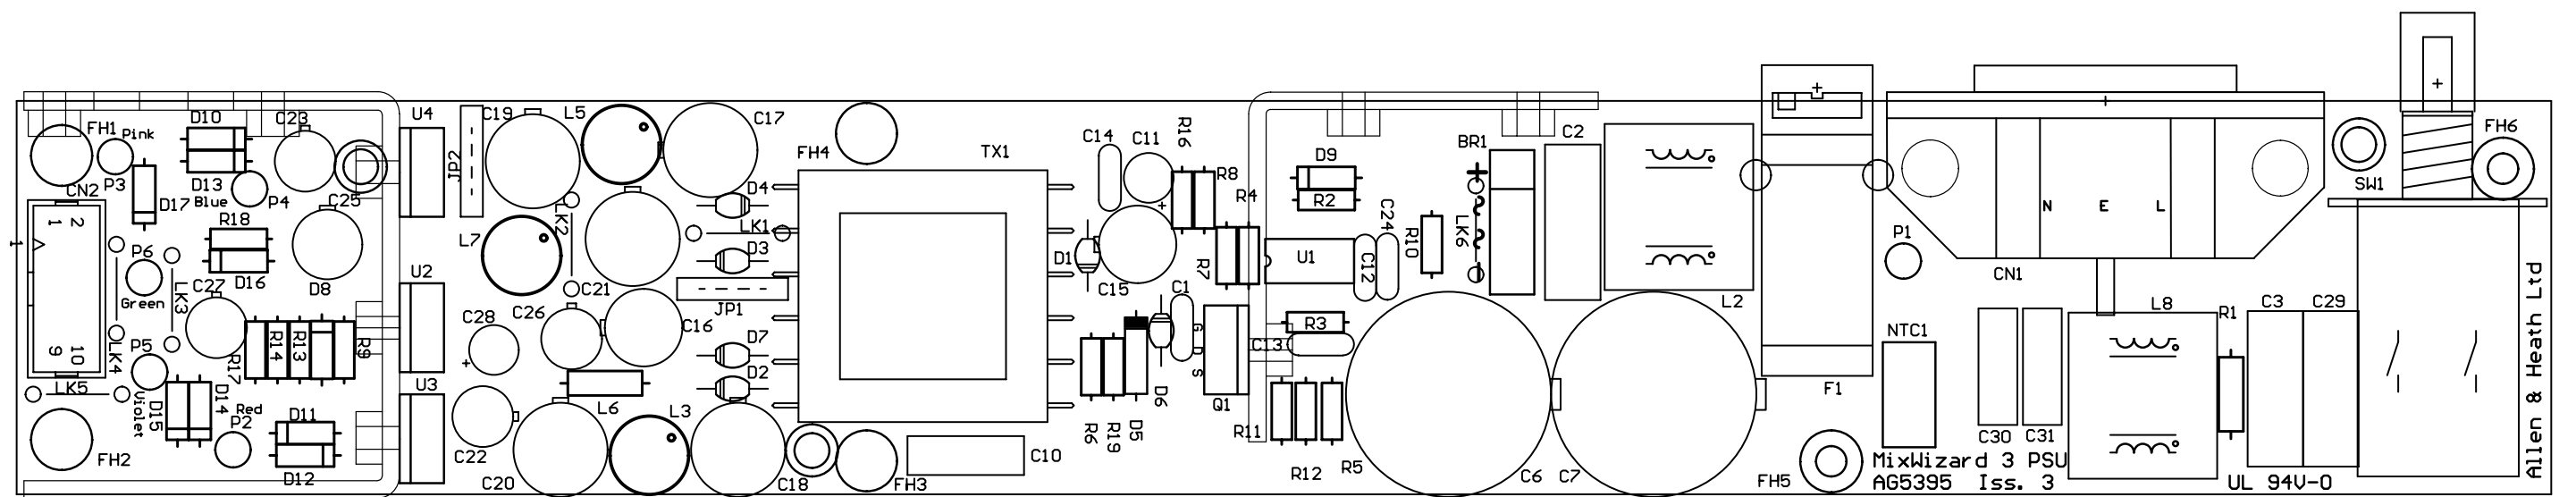 FH1
Pink
CN2
P3
D17
D10
D13
Blue
P4
C23
C25
R18
D16
D8
1
2
1
9
10
P6
Green
LK3
C27
LK4
P5
LK5
Violet
D15
D14
R17
R14
R13
R9
Red
P2
D11
D12
FH2
U4
U2
U3
JP2
C19
L5
C17
LK2
L7
LK1
D4
D3
C21
JP1
C26
C28
C16
D7
D2
L6
L3
C22
C20
C18
FH4
TX1
FH3
C10
C14
C11
R16
R8
R4
+
D1
C15
R7
C1
G
D
S
Q1
D6
D5
R19
R6
D9
R2
U1
C12
C24
R10
LK6
BR1
+
C2
R3
C13
R11
R12
R5
C6
C7
L2
F1
FH5
P1
NTC1
CN1
N E L
C30
C31
L8
R1
C3
C29
SW1
FH6
MixWizard 3 PSU
AG5395 Iss. 3
UL 94V-0
Allen & Heath Ltd